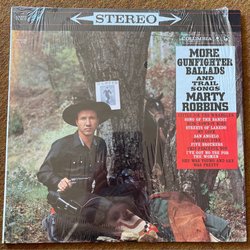 STEREO
COLUMBIA
MORE
GUNFIGHTER
BALLADS
AND
TRAIL
SONGS
MARTY
ROBBINS
SONG OF THE BANDIT
STREETS OF LAREDO
SAN ANGELO
FIVE BROTHERS
I'VE GOT NO USE FOR
THE WOMEN
SHE WAS YOUNG AND SHE
WAS PRETTY